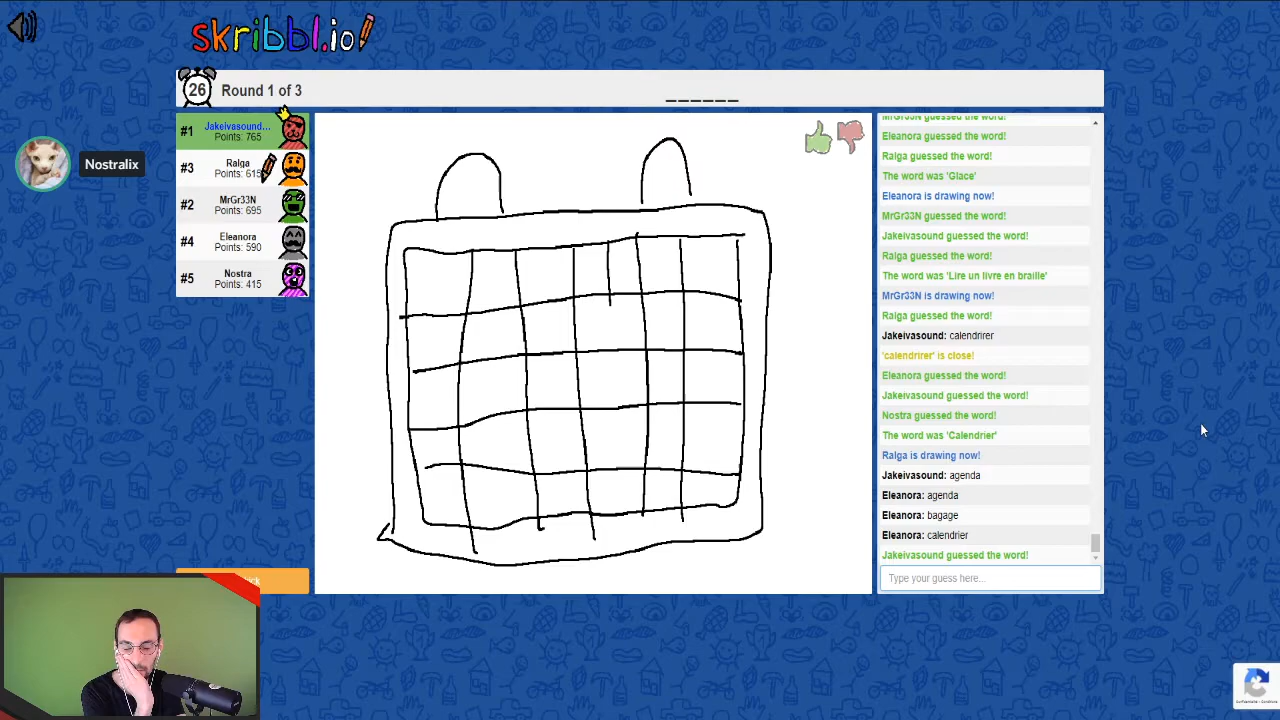 skribbl.io
26
Round 1 of 3
______
#1
Jakeivasound...
Points: 765
#3
Ralga
Points: 615
#2
MrGr33N
Points: 695
#4
Eleanora
Points: 590
#5
Nostra
Points: 415
Nostralix
MrGr33N guessed the word!
Eleanora guessed the word!
Ralga guessed the word!
The word was 'Glace'
Eleanora is drawing now!
MrGr33N guessed the word!
Jakeivasound guessed the word!
Ralga guessed the word!
The word was 'Lire un livre en braille'
MrGr33N is drawing now!
Ralga guessed the word!
Jakeivasound: calendrirer
'calendrirer' is close!
Eleanora guessed the word!
Jakeivasound guessed the word!
Nostra guessed the word!
The word was 'Calendrier'
Ralga is drawing now!
Jakeivasound: agenda
Eleanora: agenda
Eleanora: bagage
Eleanora: calendrier
Jakeivasound guessed the word!
Type your guess here...